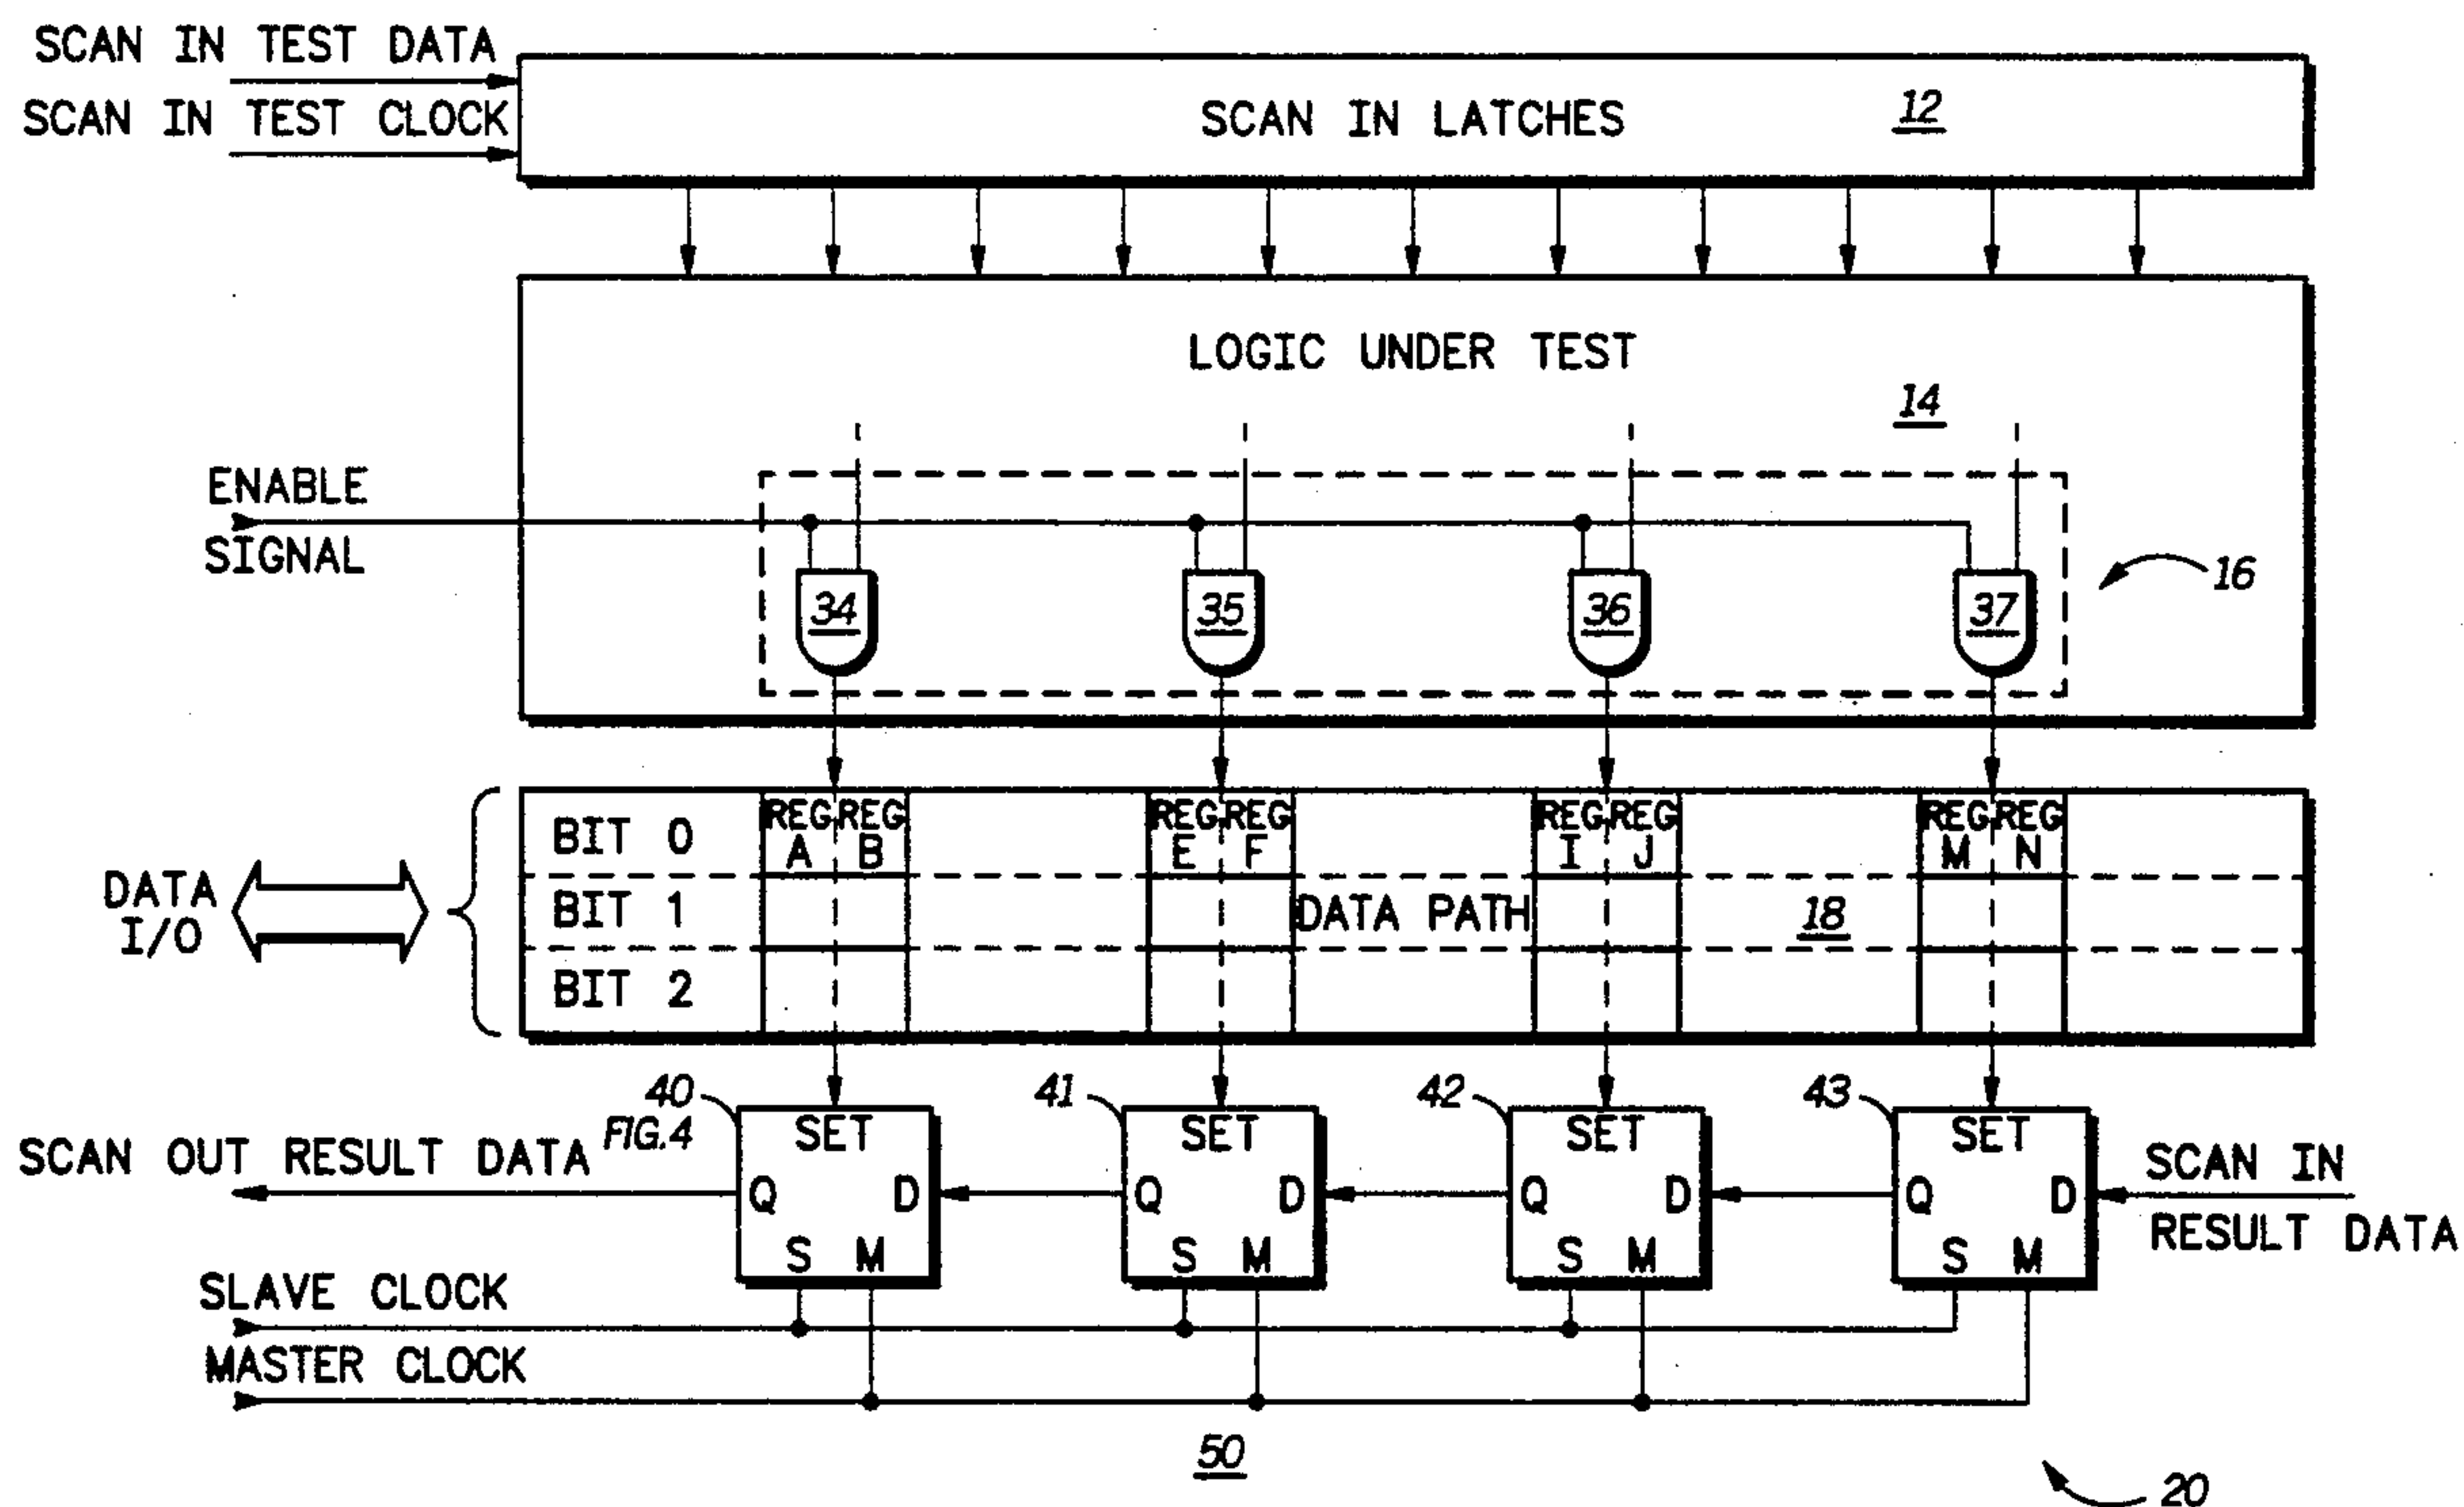 SCAN IN TEST DATA
SCAN IN TEST CLOCK
SCAN IN LATCHES
12
LOGIC UNDER TEST
14
ENABLE
SIGNAL
34
35
36
37
16
DATA
I/O
BIT 0
BIT 1
BIT 2
REG A
REG B
REG E
REG F
REG I
REG J
REG M
REG N
DATA PATH
18
40
FIG.4
41
42
43
SET
SET
SET
SET
SCAN OUT RESULT DATA
Q D
Q D
Q D
Q D
SCAN IN
RESULT DATA
S M
S M
S M
S M
SLAVE CLOCK
MASTER CLOCK
50
20